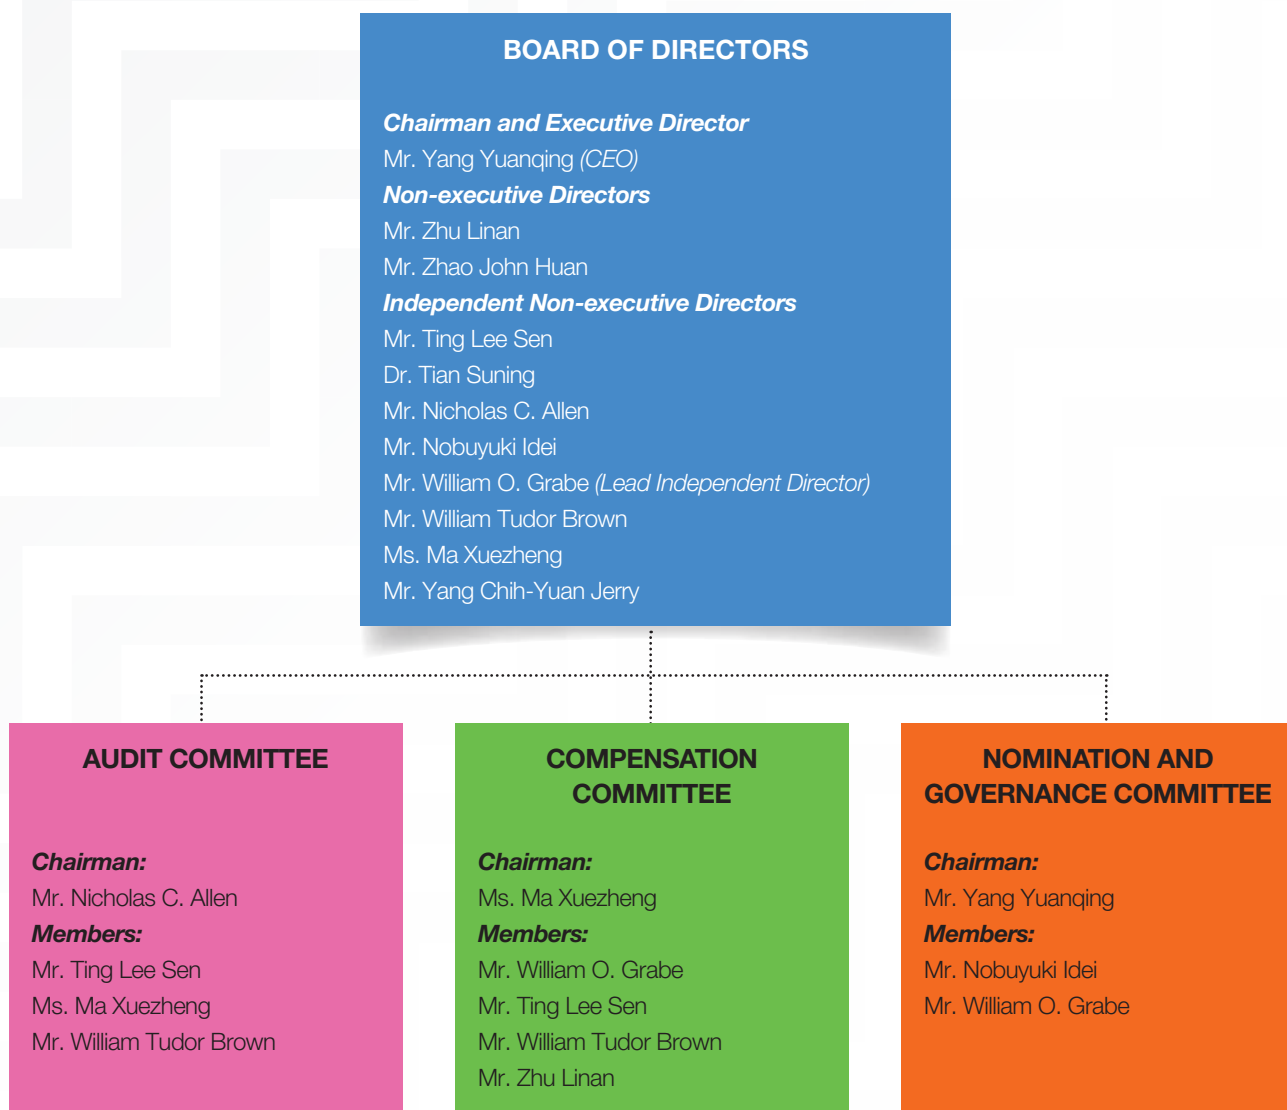 BOARD OF DIRECTORS
Chairman and Executive Director
Mr. Yang Yuanqing (CEO)
Non-executive Directors
Mr. Zhu Linan
Mr. Zhao John Huan
Independent Non-executive Directors
Mr. Ting Lee Sen
Dr. Tian Suning
Mr. Nicholas C. Allen
Mr. Nobuyuki Idei
Mr. William O. Grabe (Lead Independent Director)
Mr. William Tudor Brown
Ms. Ma Xuezheng
Mr. Yang Chih-Yuan Jerry
AUDIT COMMITTEE
Chairman:
Mr. Nicholas C. Allen
Members:
Mr. Ting Lee Sen
Ms. Ma Xuezheng
Mr. William Tudor Brown
COMPENSATION
COMMITTEE
Chairman:
Ms. Ma Xuezheng
Members:
Mr. William O. Grabe
Mr. Ting Lee Sen
Mr. William Tudor Brown
Mr. Zhu Linan
NOMINATION AND
GOVERNANCE COMMITTEE
Chairman:
Mr. Yang Yuanqing
Members:
Mr. Nobuyuki Idei
Mr. William O. Grabe